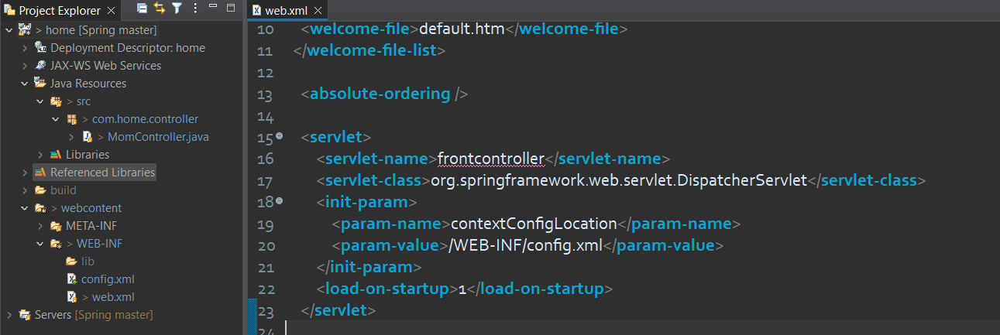 Project Explorer
> home [Spring master]
Deployment Descriptor: home
JAX-WS Web Services
Java Resources
> src
> com.home.controller
> MomController.java
Libraries
Referenced Libraries
build
> webcontent
META-INF
> WEB-INF
lib
config.xml
> web.xml
Servers [Spring master]
web.xml
10 <welcome-file>default.htm</welcome-file>
11 </welcome-file-list>
12
13 <absolute-ordering />
14
15 <servlet>
16 <servlet-name>frontcontroller</servlet-name>
17 <servlet-class>org.springframework.web.servlet.DispatcherServlet</servlet-class>
18 <init-param>
19 <param-name>contextConfigLocation</param-name>
20 <param-value>/WEB-INF/config.xml</param-value>
21 </init-param>
22 <load-on-startup>1</load-on-startup>
23 </servlet>
24